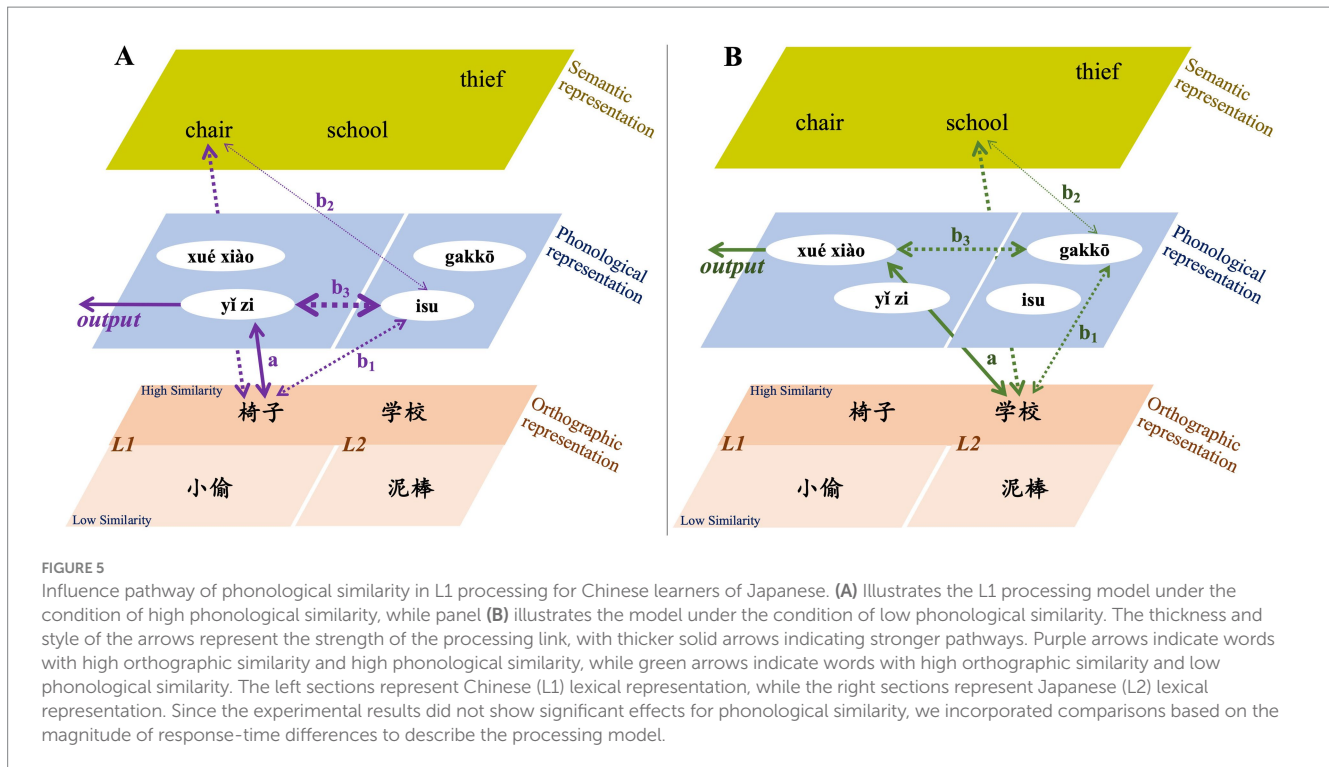 A
thief
chair
school
Semantic
representation
b2
xué xiào
gakkō
b3
yǐ zi
isu
output
a
b1
Phonological
representation
High Similarity
椅子
学校
L1
L2
小偷
泥棒
Low Similarity
Orthographic
representation
B
thief
chair
school
Semantic
representation
b2
xué xiào
b3
gakkō
output
yǐ zi
isu
a
b1
Phonological
representation
High Similarity
椅子
学校
L1
L2
小偷
泥棒
Low Similarity
Orthographic
representation
FIGURE 5
Influence pathway of phonological similarity in L1 processing for Chinese learners of Japanese. (A) Illustrates the L1 processing model under the
condition of high phonological similarity, while panel (B) illustrates the model under the condition of low phonological similarity. The thickness and
style of the arrows represent the strength of the processing link, with thicker solid arrows indicating stronger pathways. Purple arrows indicate words
with high orthographic similarity and high phonological similarity, while green arrows indicate words with high orthographic similarity and low
phonological similarity. The left sections represent Chinese (L1) lexical representation, while the right sections represent Japanese (L2) lexical
representation. Since the experimental results did not show significant effects for phonological similarity, we incorporated comparisons based on the
magnitude of response-time differences to describe the processing model.